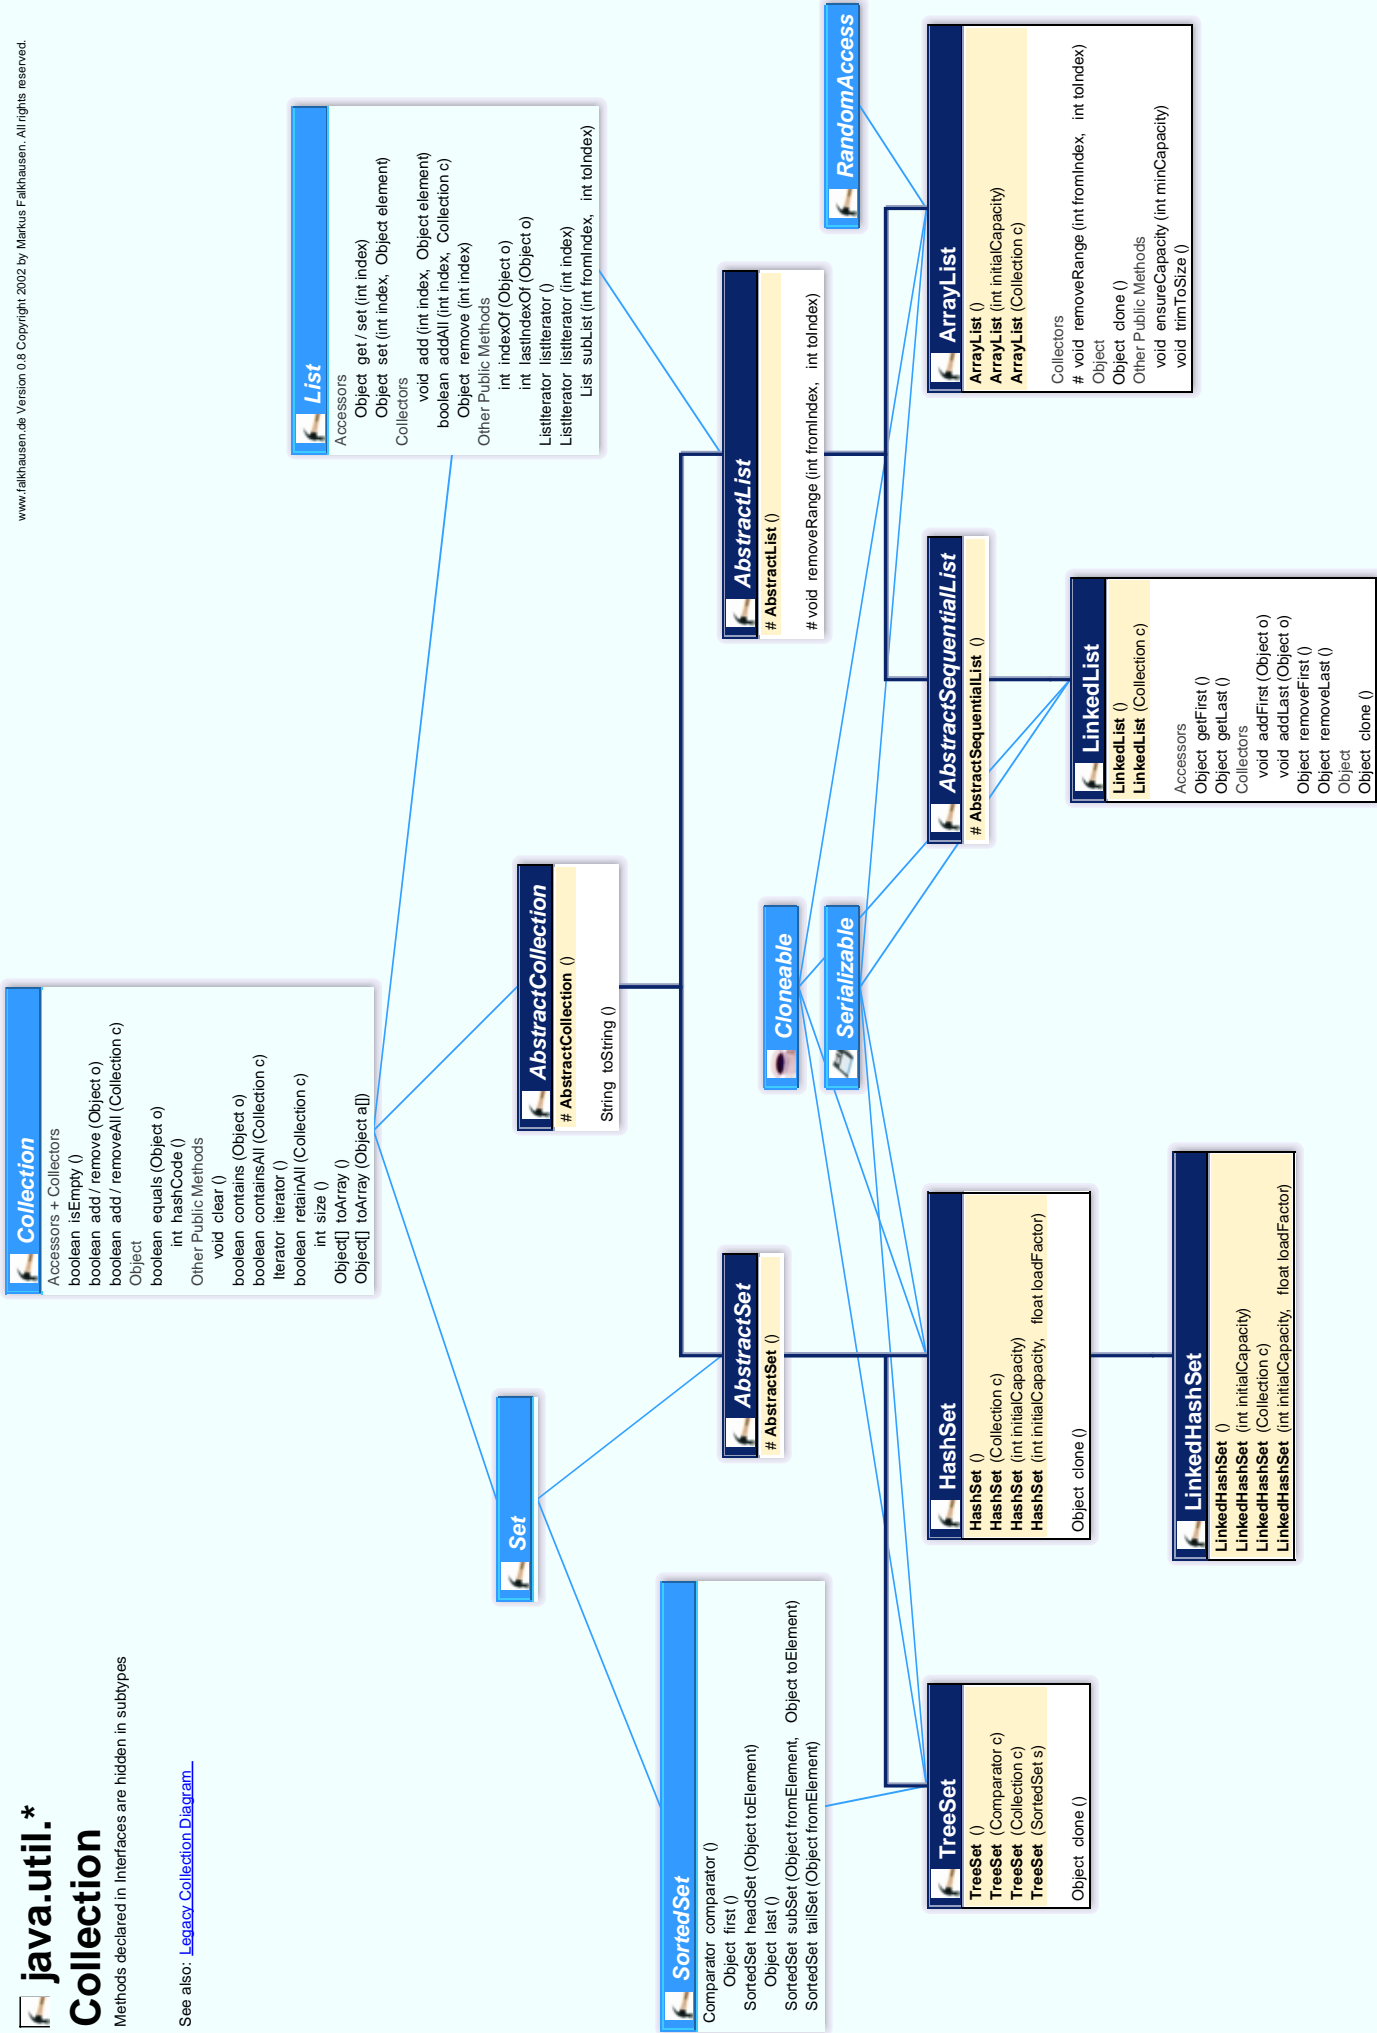 java.util.*
Collection
Methods declared in Interfaces are hidden in subtypes
See also: Legacy Collection Diagram
www.falkhausen.de Version 0.8 Copyright 2002 by Markus Falkhausen. All rights reserved.
Collection
Accessors + Collectors
boolean isEmpty ()
boolean add / remove (Object o)
boolean add / removeAll (Collection c)
Object
boolean equals (Object o)
int hashCode ()
Other Public Methods
void clear ()
boolean contains (Object o)
boolean containsAll (Collection c)
Iterator iterator ()
boolean retainAll (Collection c)
int size ()
Object[] toArray ()
Object[] toArray (Object a[])
List
Accessors
Object get / set (int index)
Object set (int index, Object element)
Collectors
void add (int index, Object element)
boolean addAll (int index, Collection c)
Object remove (int index)
Other Public Methods
int indexOf (Object o)
int lastIndexOf (Object o)
ListIterator listIterator ()
ListIterator listIterator (int index)
List subList (int fromIndex, int toIndex)
Set
AbstractCollection
# AbstractCollection ()
String toString ()
SortedSet
Comparator comparator ()
Object first ()
SortedSet headSet (Object toElement)
Object last ()
SortedSet subSet (Object fromElement, Object toElement)
SortedSet tailSet (Object fromElement)
AbstractSet
# AbstractSet ()
Cloneable
Serializable
AbstractList
# AbstractList ()
# void removeRange (int fromIndex, int toIndex)
RandomAccess
TreeSet
TreeSet ()
TreeSet (Comparator c)
TreeSet (Collection c)
TreeSet (SortedSet s)
Object clone ()
HashSet
HashSet ()
HashSet (Collection c)
HashSet (int initialCapacity)
HashSet (int initialCapacity, float loadFactor)
Object clone ()
AbstractSequentialList
# AbstractSequentialList ()
ArrayList
ArrayList ()
ArrayList (int initialCapacity)
ArrayList (Collection c)
Collectors
# void removeRange (int fromIndex, int toIndex)
Object
Object clone ()
Other Public Methods
void ensureCapacity (int minCapacity)
void trimToSize ()
LinkedHashSet
LinkedHashSet ()
LinkedHashSet (int initialCapacity)
LinkedHashSet (Collection c)
LinkedHashSet (int initialCapacity, float loadFactor)
LinkedList
LinkedList ()
LinkedList (Collection c)
Accessors
Object getFirst ()
Object getLast ()
Collectors
void addFirst (Object o)
void addLast (Object o)
Object removeFirst ()
Object removeLast ()
Object
Object clone ()